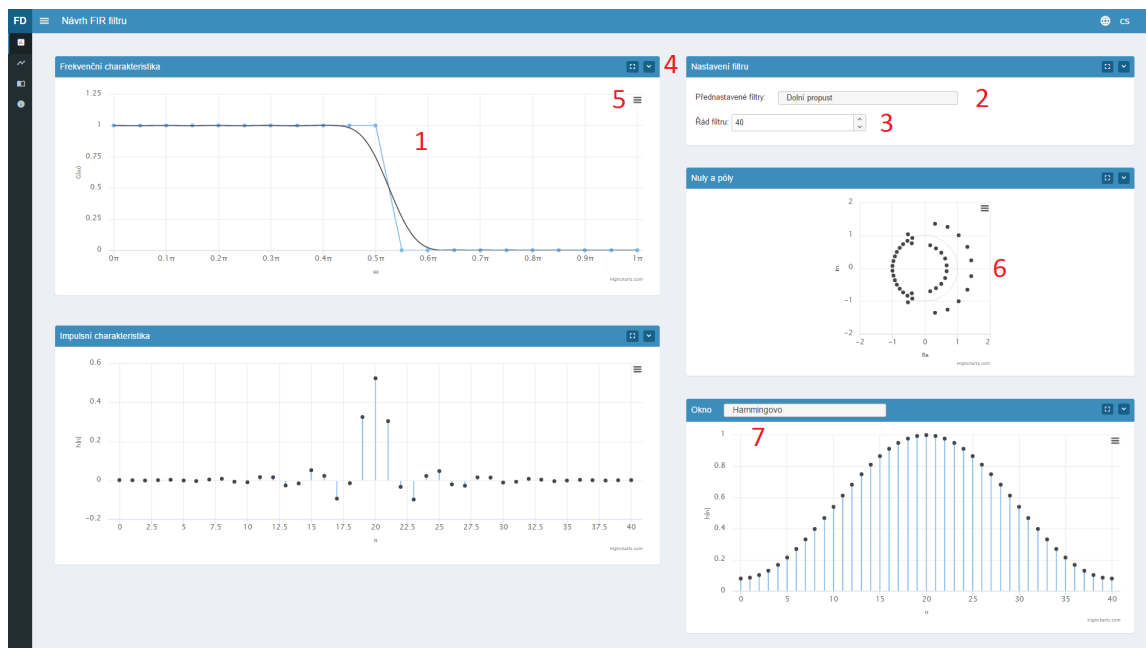 FD Návrh FIR filtru CS
Frekvenční charakteristika
4
5
1.25
1
0.75
0.5
0.25
0
G(ω)
1
0π 0.1π 0.2π 0.3π 0.4π 0.5π 0.6π 0.7π 0.8π 0.9π 1π
ω
Highcharts.com
Nastavení filtru
Přednastavené filtry: Dolní propust 2
Řád filtru: 40 3
Nuly a póly
2
1
0
-1
-2
Im
6
-2 -1 0 1 2
Re
Highcharts.com
Impulsní charakteristika
0.6
0.4
0.2
0
-0.2
h[n]
0 2.5 5 7.5 10 12.5 15 17.5 20 22.5 25 27.5 30 32.5 35 37.5 40
n
Highcharts.com
Okno Hammingovo
7
1
0.8
0.6
0.4
0.2
0
h[n]
0 5 10 15 20 25 30 35 40
n
Highcharts.com